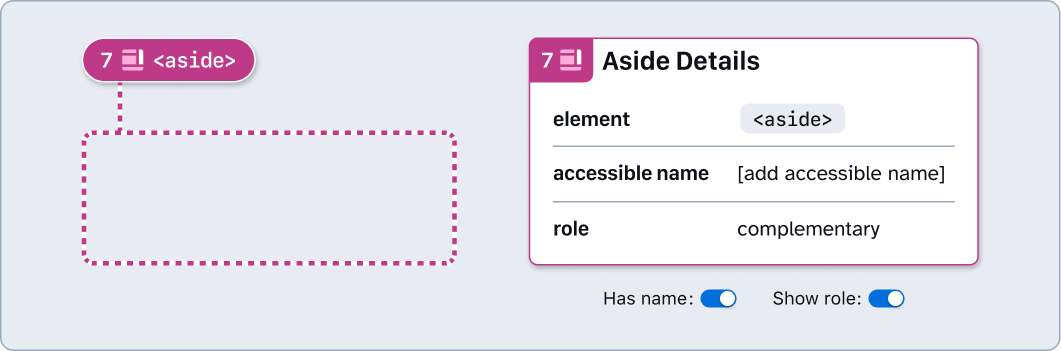 7 <aside>
7 Aside Details
element <aside>
accessible name [add accessible name]
role complementary
Has name: Show role: